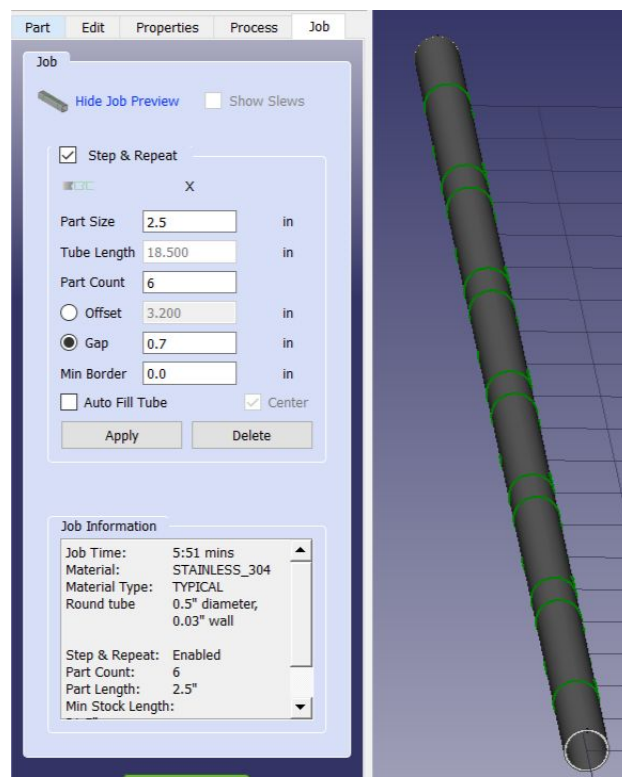 Part Edit Properties Process Job
Job
Hide Job Preview Show Slews
Step & Repeat
X
Part Size 2.5 in
Tube Length 18.500 in
Part Count 6
Offset 3.200 in
Gap 0.7 in
Min Border 0.0 in
Auto Fill Tube Center
Apply Delete
Job Information
Job Time: 5:51 mins
Material: STAINLESS_304
Material Type: TYPICAL
Round tube 0.5" diameter,
0.03" wall
Step & Repeat: Enabled
Part Count: 6
Part Length: 2.5"
Min Stock Length: